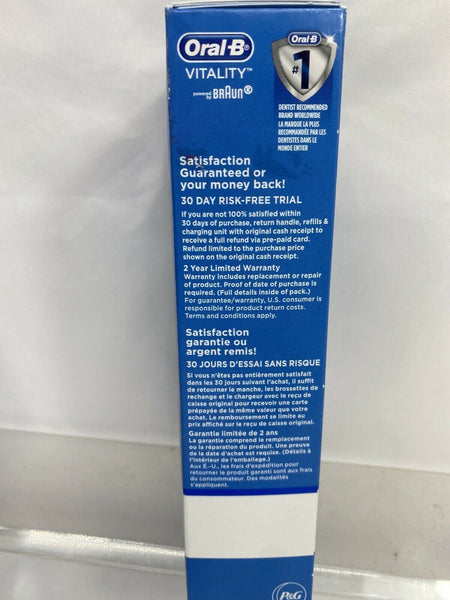 Oral-B®
VITALITY™
powered by BRAUN®
Oral-B
#1
DENTIST RECOMMENDED
BRAND WORLDWIDE
LA MARQUE LA PLUS
RECOMMANDÉE PAR LES
DENTISTES DANS LE
MONDE ENTIER
Satisfaction
Guaranteed or
your money back!
30 DAY RISK-FREE TRIAL
If you are not 100% satisfied within
30 days of purchase, return handle, refills &
charging unit with original cash receipt to
receive a full refund via pre-paid card.
Refund limited to the purchase price
shown on the original cash receipt.
2 Year Limited Warranty
Warranty includes replacement or repair
of product. Proof of date of purchase is
required. (Full details inside of pack.)
For guarantee/warranty, U.S. consumer is
responsible for product return costs.
Terms and conditions apply.
Satisfaction
garantie ou
argent remis!
30 JOURS D'ESSAI SANS RISQUE
Si vous n'êtes pas entièrement satisfait
dans les 30 jours suivant l'achat, il suffit
de retourner le manche, les brossettes de
rechange et le chargeur avec le reçu de
caisse original pour recevoir une carte
prépayée de la même valeur que votre
achat. Le remboursement se limite au
prix affiché sur le reçu de caisse original.
Garantie limitée de 2 ans
La garantie comprend le remplacement
ou la réparation du produit. Une preuve
de la date d'achat est requise. (Détails à
l'intérieur de l'emballage.)
Aux É.-U., les frais d'expédition pour
retourner le produit garanti sont aux frais
du consommateur. Des modalités
s'appliquent.
P&G